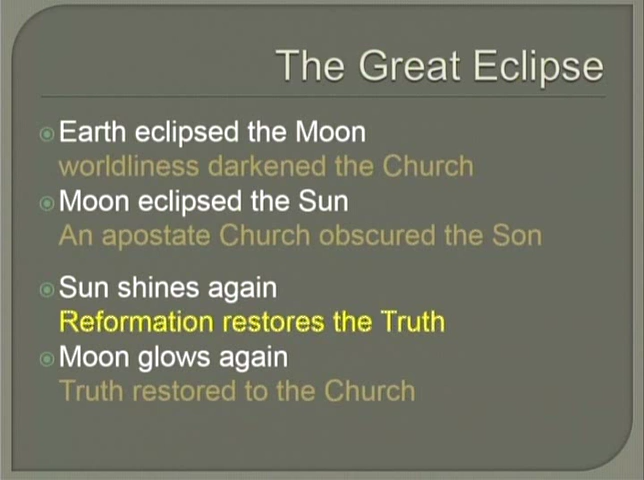 The Great Eclipse
Earth eclipsed the Moon
worldliness darkened the Church
Moon eclipsed the Sun
An apostate Church obscured the Son
Sun shines again
Reformation restores the Truth
Moon glows again
Truth restored to the Church